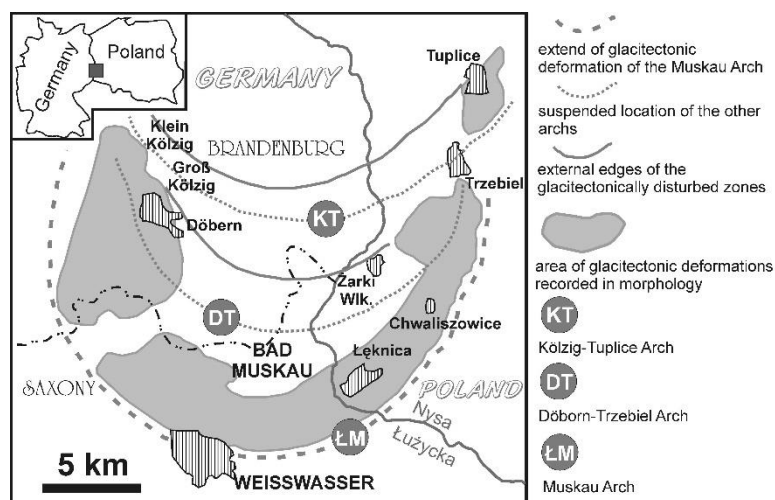 Germany
Poland
GERMANY
Tuplice
Klein
Kölzig
BRANDENBURG
Groß
Kölzig
Trzebiel
KT
Döbern
Żarki
Wlk.
DT
Chwaliszowice
BAD
MUSKAU
Łęknica
SAXONY
POLAND
Nysa
Łużycka
ŁM
5 km
WEISSWASSER
extend of glacitectonic
deformation of the Muskau Arch
suspended location of the other
archs
external edges of the
glacitectonically disturbed zones
area of glacitectonic deformations
recorded in morphology
KT
Kölzig-Tuplice Arch
DT
Döborn-Trzebiel Arch
ŁM
Muskau Arch